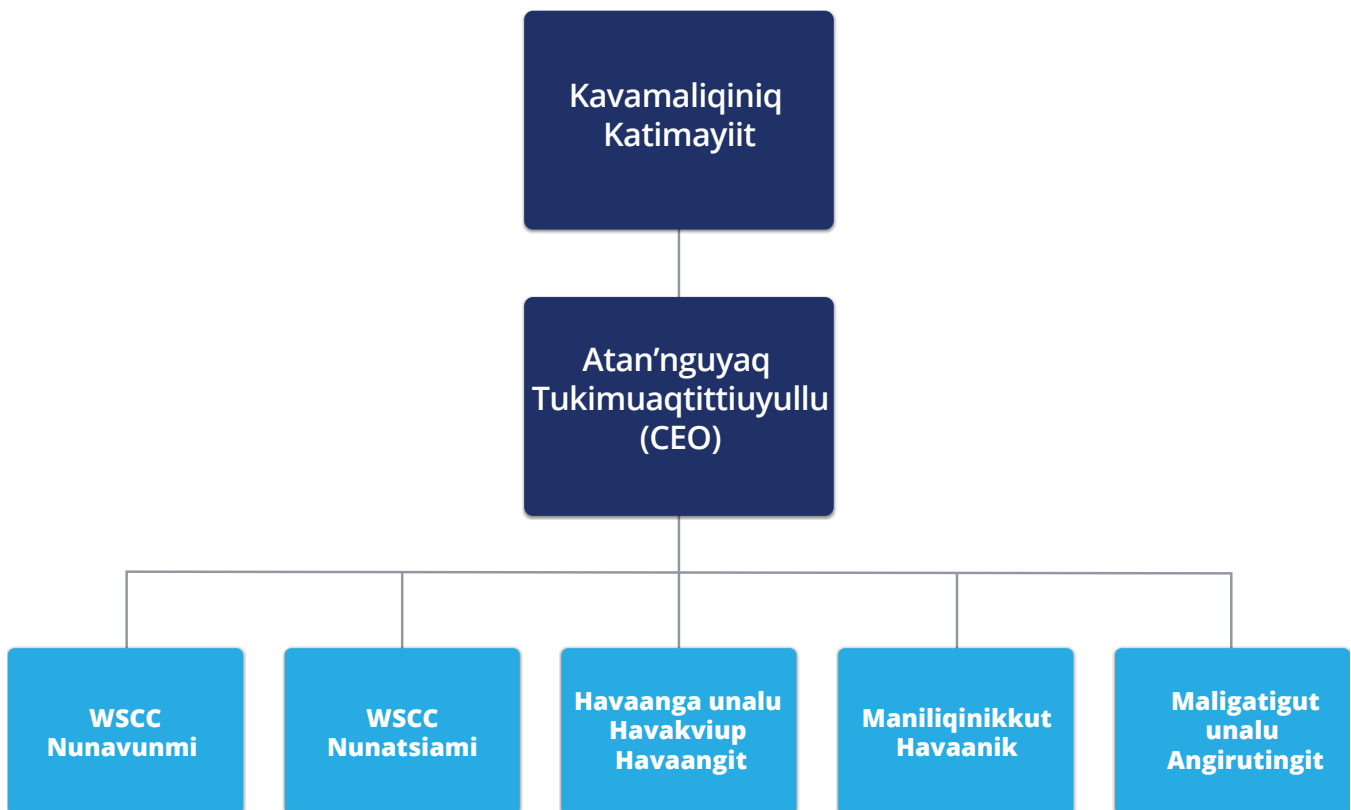 Kavamaliqiniq
Katimayiit
Atan’nguyaq
Tukimuaqtittiuyullu
(CEO)
WSCC
Nunavunmi
WSCC
Nunatsiami
Havaanga unalu
Havakviup
Havaangit
Maniliqinikkut
Havaanik
Maligatigut
unalu
Angirutingit